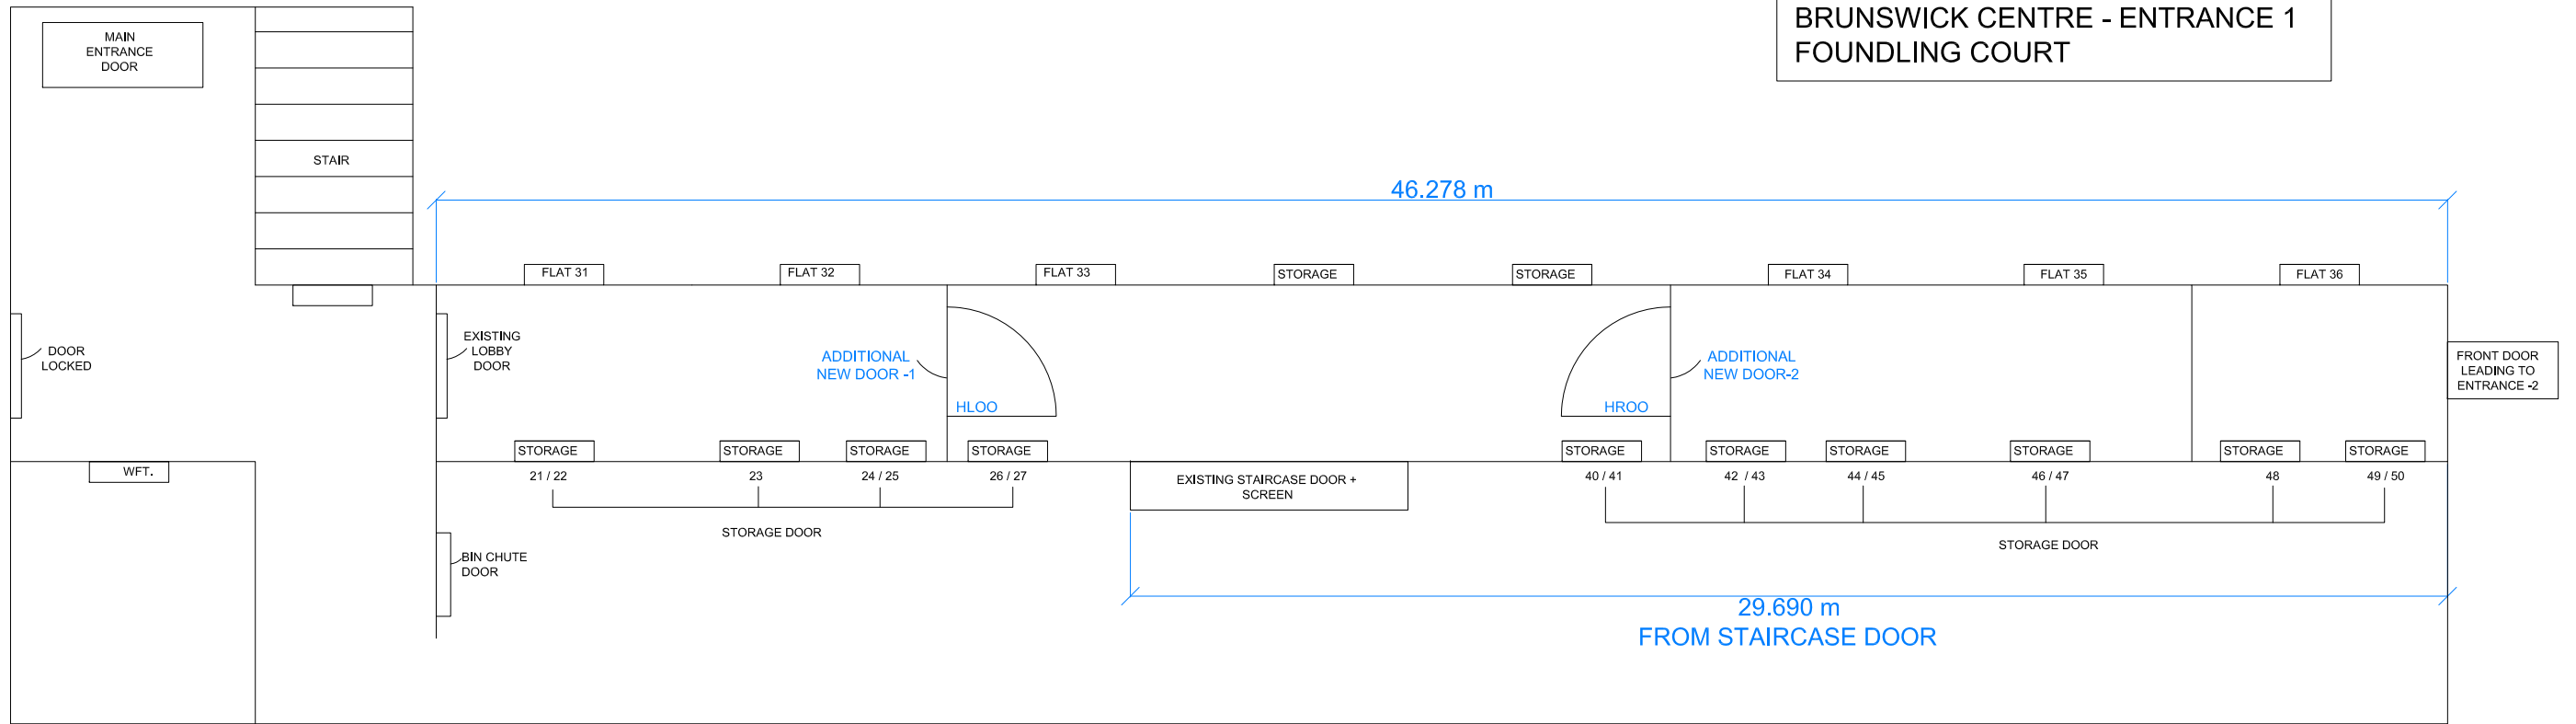 BRUNSWICK CENTRE - ENTRANCE 1
FOUNDLING COURT
MAIN
ENTRANCE
DOOR
STAIR
46.278 m
FLAT 31
FLAT 32
FLAT 33
STORAGE
STORAGE
FLAT 34
FLAT 35
FLAT 36
DOOR
LOCKED
EXISTING
LOBBY
DOOR
ADDITIONAL
NEW DOOR -1
HLOO
HROO
ADDITIONAL
NEW DOOR-2
FRONT DOOR
LEADING TO
ENTRANCE -2
STORAGE
STORAGE
STORAGE
STORAGE
STORAGE
STORAGE
STORAGE
STORAGE
STORAGE
STORAGE
WFT.
21 / 22
23
24 / 25
26 / 27
EXISTING STAIRCASE DOOR +
SCREEN
40 / 41
42 / 43
44 / 45
46 / 47
48
49 / 50
STORAGE DOOR
STORAGE DOOR
BIN CHUTE
DOOR
29.690 m
FROM STAIRCASE DOOR